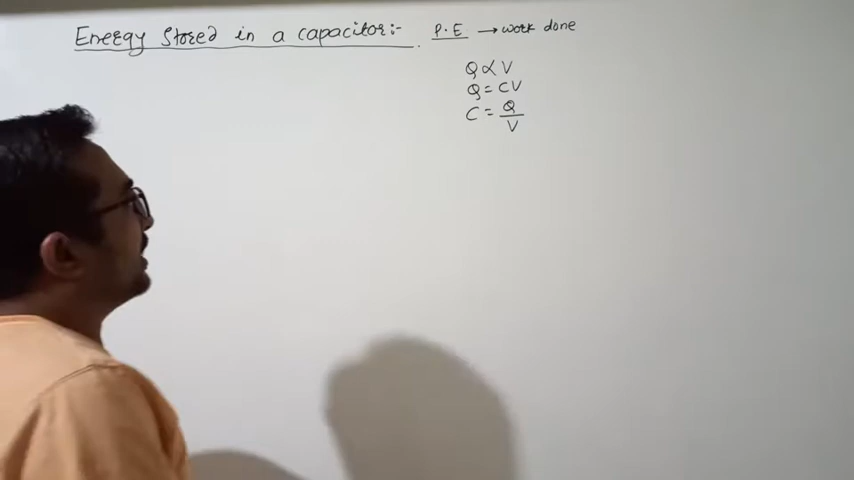 Energy Stored in a capacitor:- P.E → work done
Q ∝ V
Q = CV
C = Q/V